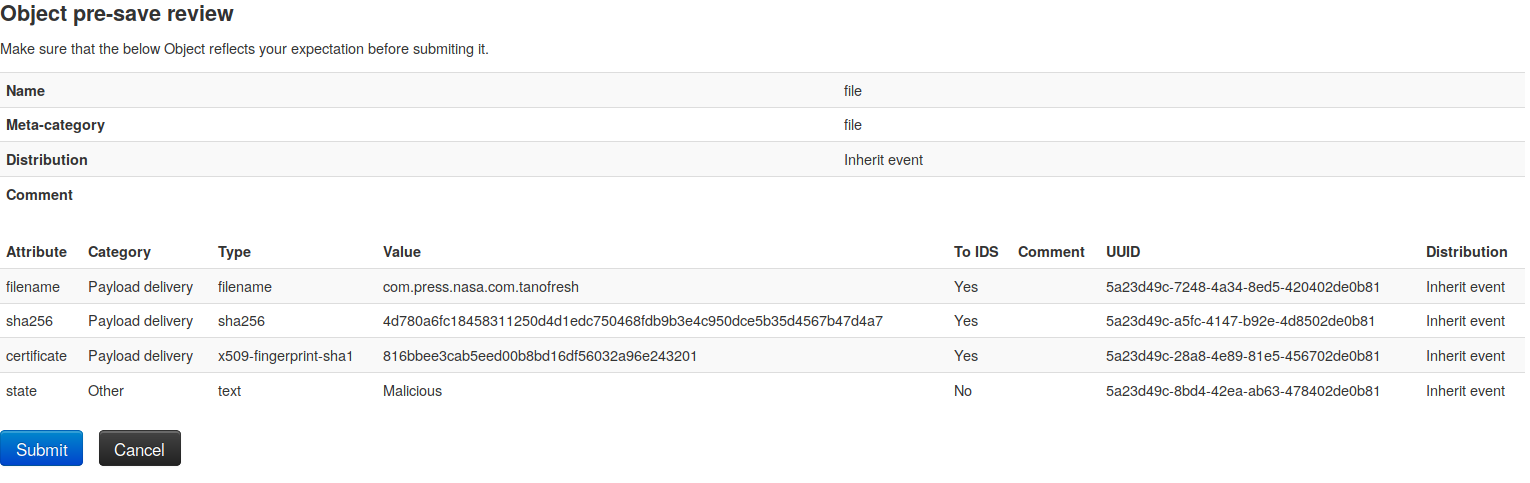 Object pre-save review
Make sure that the below Object reflects your expectation before submiting it.
Name file
Meta-category file
Distribution Inherit event
Comment
Attribute Category Type Value To IDS Comment UUID Distribution
filename Payload delivery filename com.press.nasa.com.tanofresh Yes 5a23d49c-7248-4a34-8ed5-420402de0b81 Inherit event
sha256 Payload delivery sha256 4d780a6fc18458311250d4d1edc750468fdb9b3e4c950dce5b35d4567b47d4a7 Yes 5a23d49c-a5fc-4147-b92e-4d8502de0b81 Inherit event
certificate Payload delivery x509-fingerprint-sha1 816bbee3cab5eed00b8bd16df56032a96e243201 Yes 5a23d49c-28a8-4e89-81e5-456702de0b81 Inherit event
state Other text Malicious No 5a23d49c-8bd4-42ea-ab63-478402de0b81 Inherit event
Submit Cancel